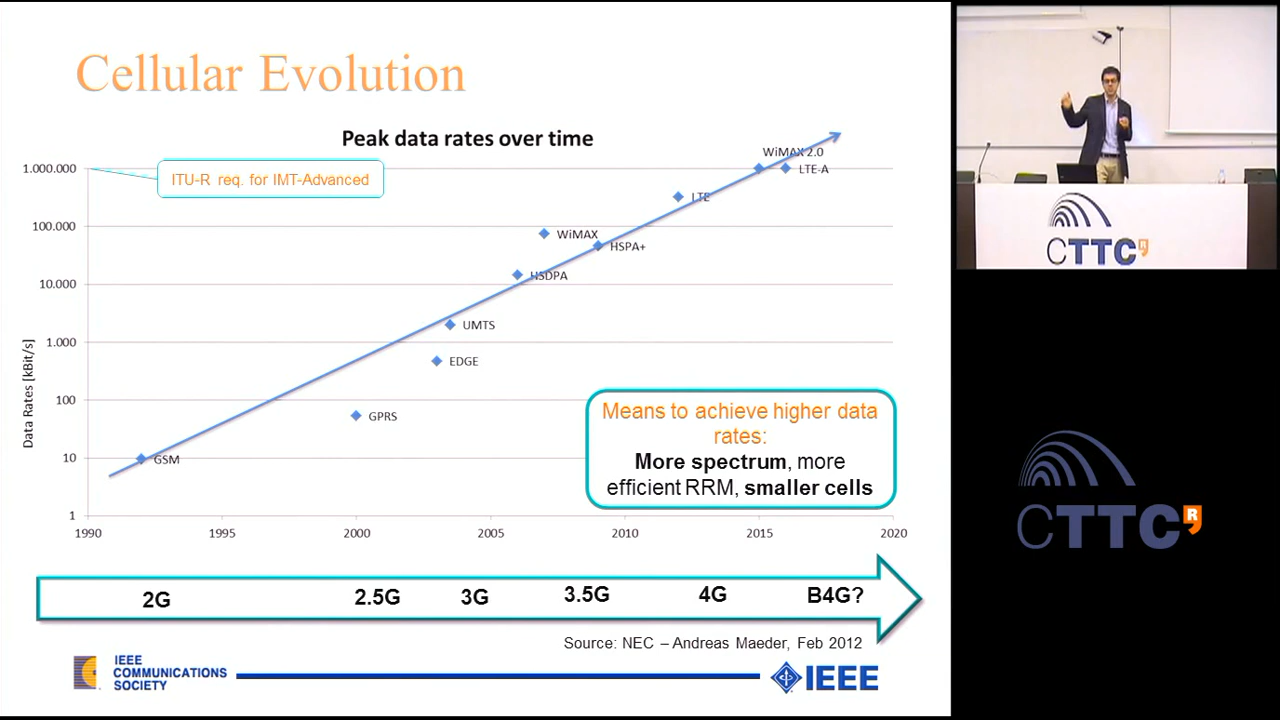 Cellular Evolution
Peak data rates over time
WiMAX 2.0
1.000.000
ITU-R req. for IMT-Advanced
LTE-A
LTE
100.000
WiMAX
HSPA+
10.000
HSDPA
1.000
UMTS
EDGE
100
GPRS
10
GSM
1
Data Rates [kBit/s]
1990
1995
2000
2005
2010
2015
2020
Means to achieve higher data
rates:
More spectrum, more
efficient RRM, smaller cells
2G
2.5G
3G
3.5G
4G
B4G?
Source: NEC – Andreas Maeder, Feb 2012
IEEE
COMMUNICATIONS
SOCIETY
IEEE
CTTC
R
CTTC
R